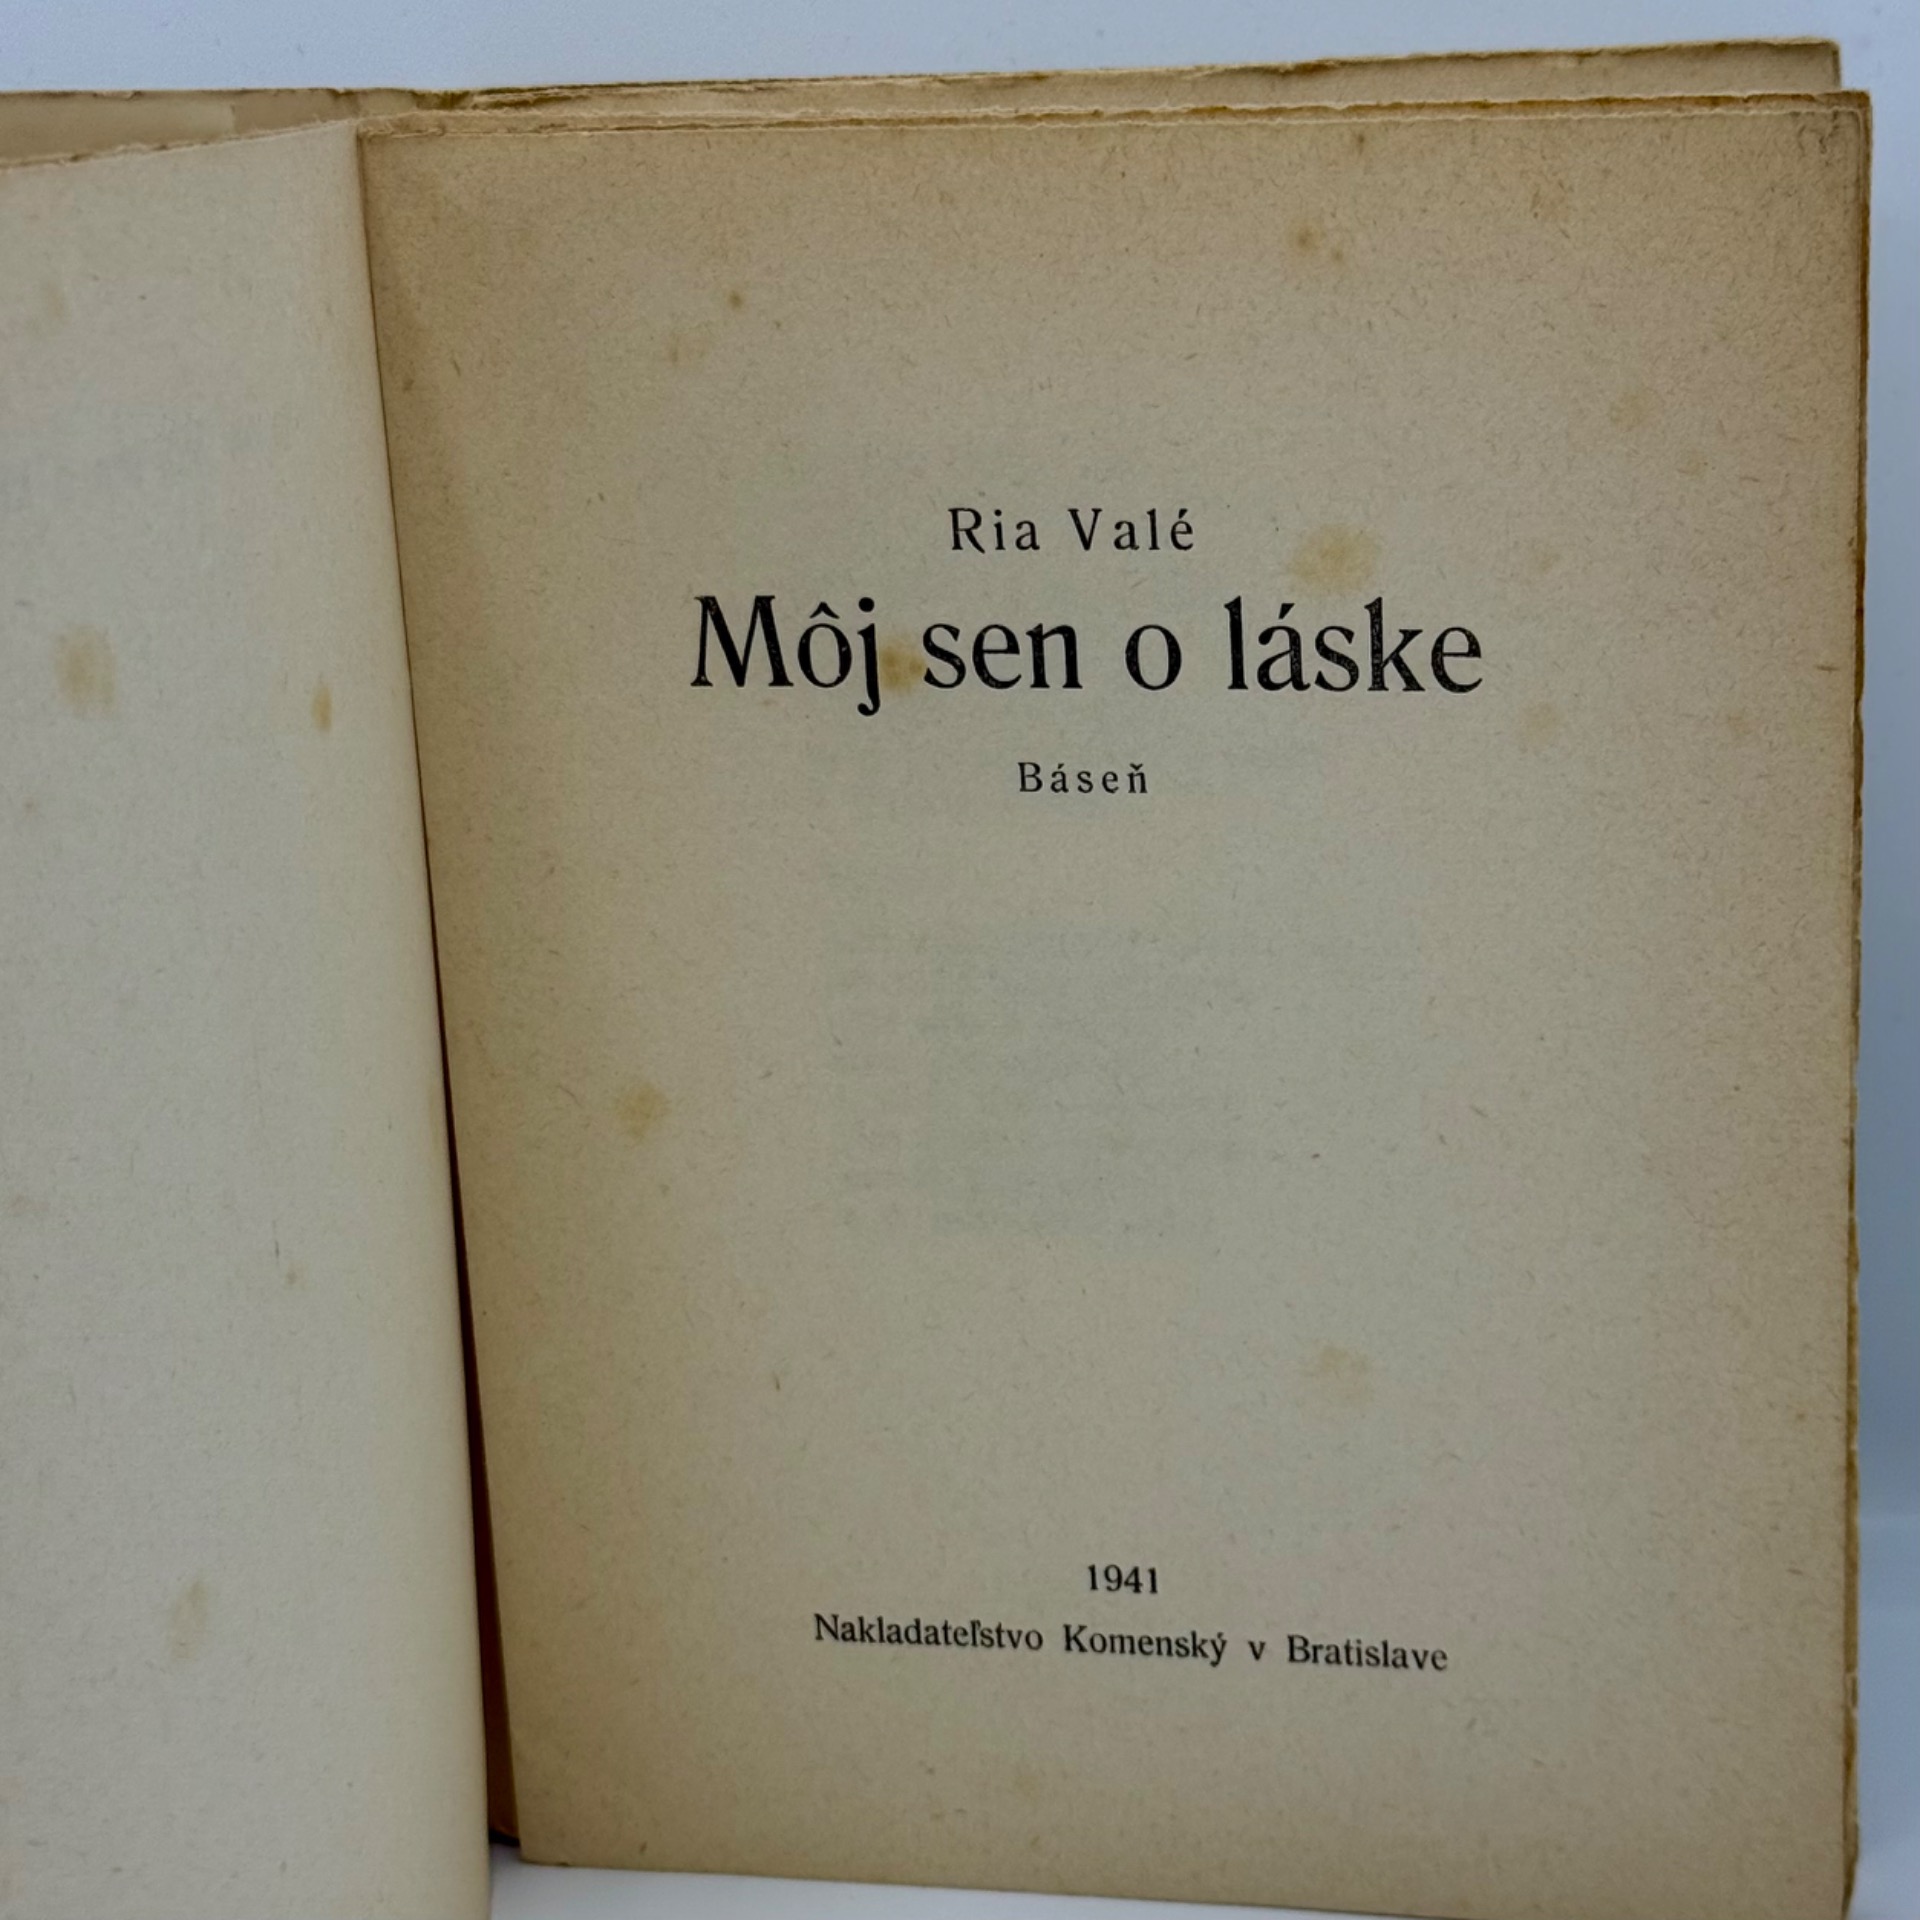 Ria Valé
Môj sen o láske
Báseň
1941
Nakladateľstvo Komenský v Bratislave